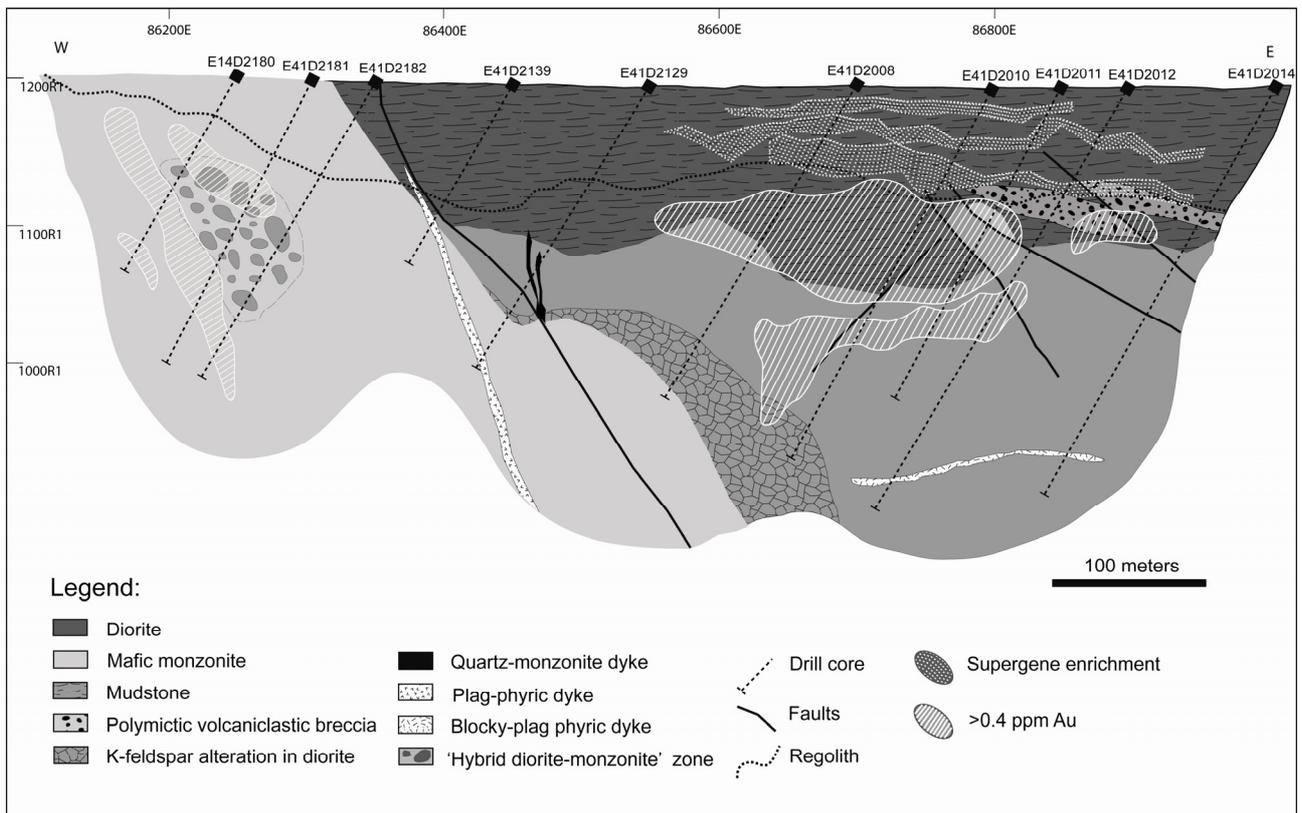 86200E 86400E 86600E 86800E
W E
E14D2180 E41D2181 E41D2182 E41D2139 E41D2129 E41D2008 E41D2010 E41D2011 E41D2012 E41D2014
1200R1
1100R1
1000R1
100 meters
Legend:
Diorite
Mafic monzonite
Mudstone
Polymictic volcaniclastic breccia
K-feldspar alteration in diorite
Quartz-monzonite dyke
Plag-phyric dyke
Blocky-plag phyric dyke
'Hybrid diorite-monzonite' zone
Drill core
Faults
Regolith
Supergene enrichment
>0.4 ppm Au